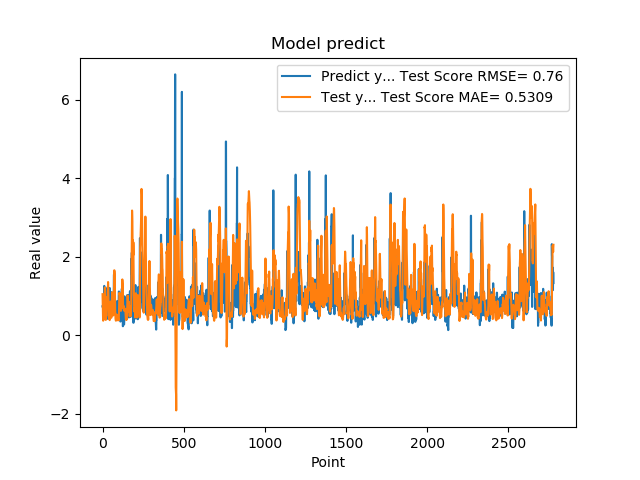 Model predict
Predict y... Test Score RMSE= 0.76
Test y... Test Score MAE= 0.5309
6
4
2
0
−2
Real value
0 500 1000 1500 2000 2500
Point